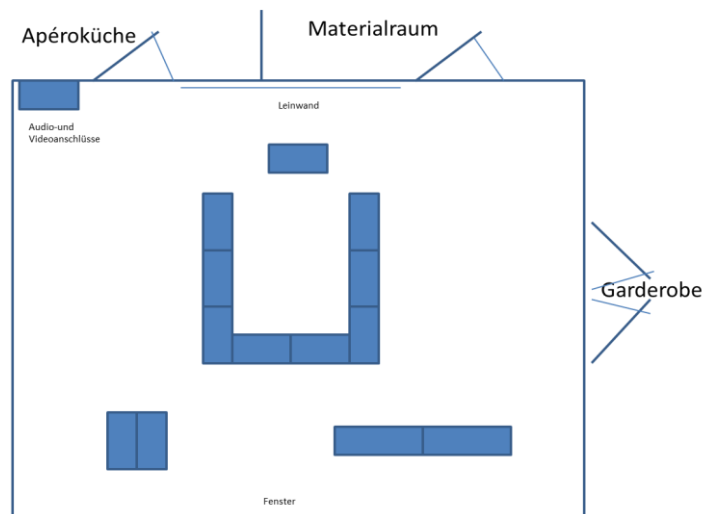 Apéroküche
Materialraum
Leinwand
Audio-und
Videoanschlüsse
Garderobe
Fenster